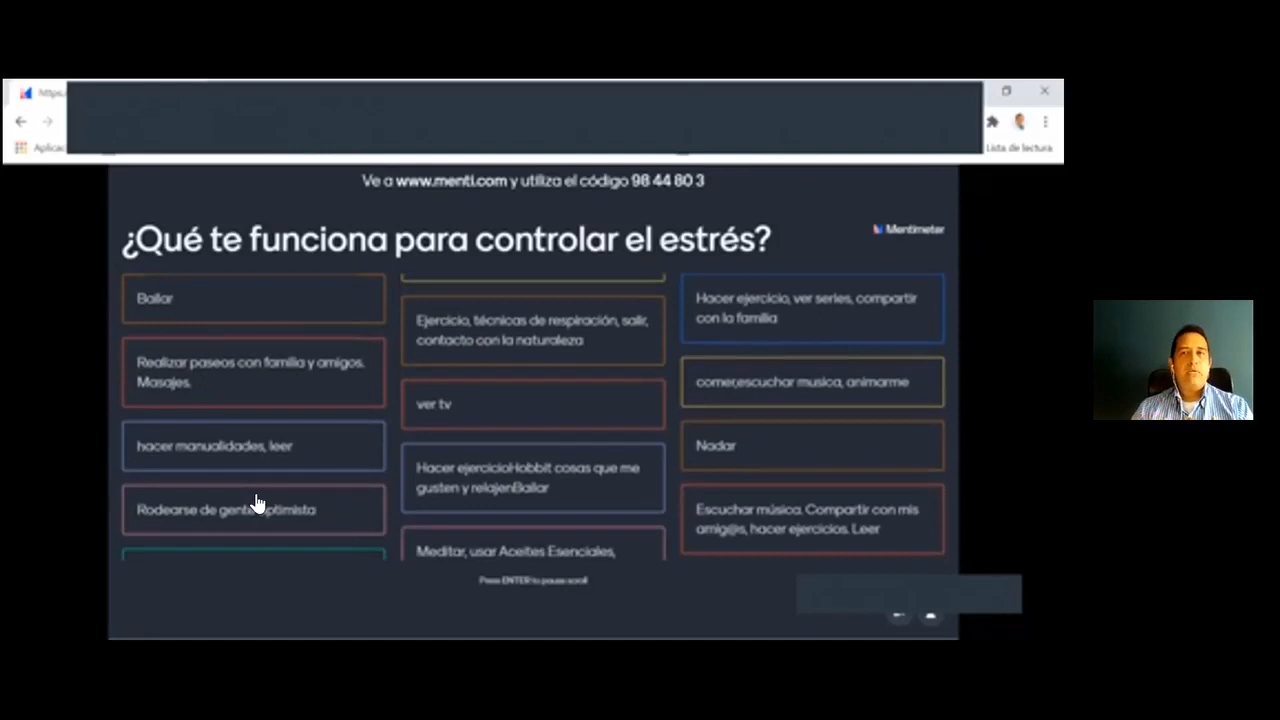 https:
Aplicac
Lista de lectura
Ve a www.menti.com y utiliza el código 98 44 80 3
¿Qué te funciona para controlar el estrés?
Mentimeter
Bailar
Realizar paseos con familia y amigos.
Masajes.
hacer manualidades, leer
Rodearse de gente optimista
Ejercicio, técnicas de respiración, salir,
contacto con la naturaleza
ver tv
Hacer ejercicioHobbit cosas que me
gusten y relajenBailar
Meditar, usar Aceites Esenciales,
Hacer ejercicio, ver series, compartir
con la familia
comer,escuchar musica, animarme
Nadar
Escuchar música. Compartir con mis
amig@s, hacer ejercicios. Leer
Press ENTER to pause scroll